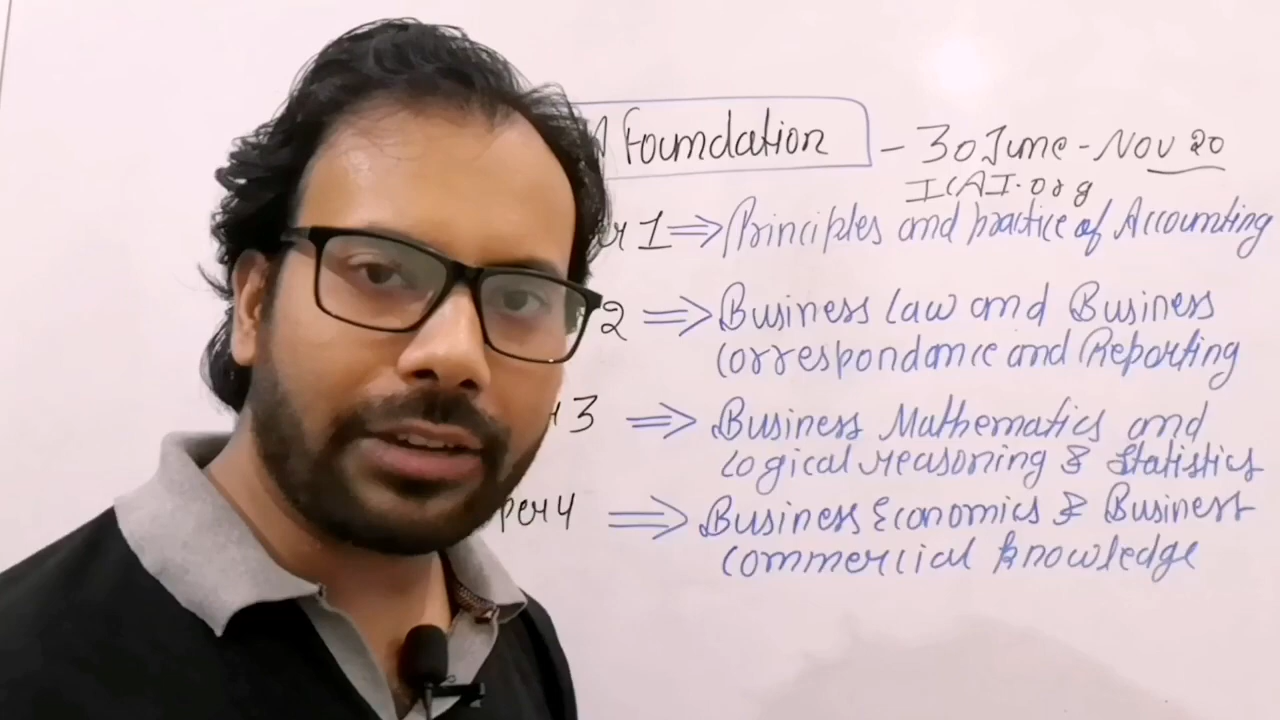 Foundation - 30 June - Nov 20
ICAI.org
1 ⇒ Principles and practice of Accounting
2 ⇒ Business Law and Business
Correspondance and Reporting
3 ⇒ Business Mathematics and
Logical reasoning & Statistics
per 4 ⇒ Business Economics & Business
Commercial knowledge